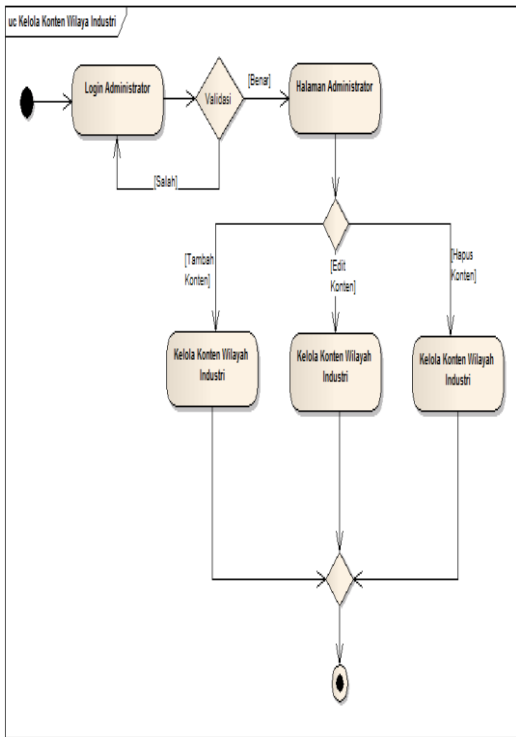 uc Kelola Konten Wilaya Industri
Login Administrator
Validasi
[Benar]
Halaman Administrator
[Salah]
[Tambah
Konten]
[Edit
Konten]
[Hapus
Konten]
Kelola Konten Wilayah
Industri
Kelola Konten Wilayah
Industri
Kelola Konten Wilayah
Industri